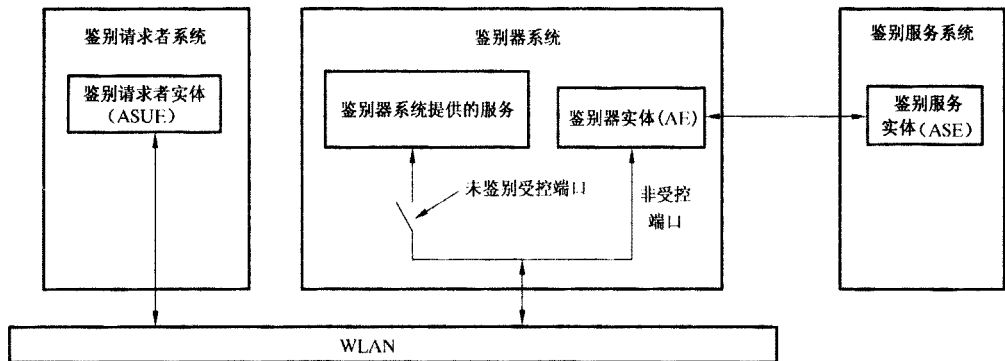 鉴别请求者系统
鉴别请求者实体
（ASUE）
鉴别器系统
鉴别器系统提供的服务
鉴别器实体（AE）
未鉴别受控端口
非受控
端口
鉴别服务系统
鉴别服务
实体（ASE）
WLAN